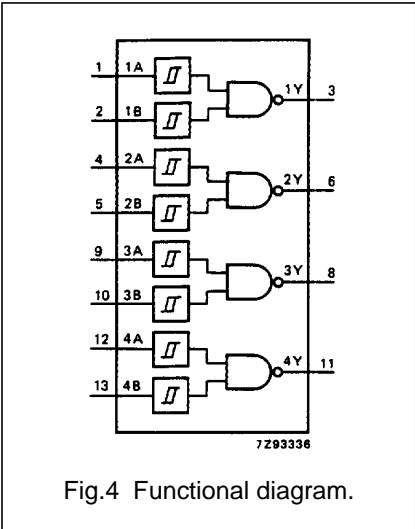 1 1A
1Y 3
2 1B
4 2A
2Y 6
5 2B
9 3A
3Y 8
10 3B
12 4A
4Y 11
13 4B
7Z93336
Fig.4 Functional diagram.